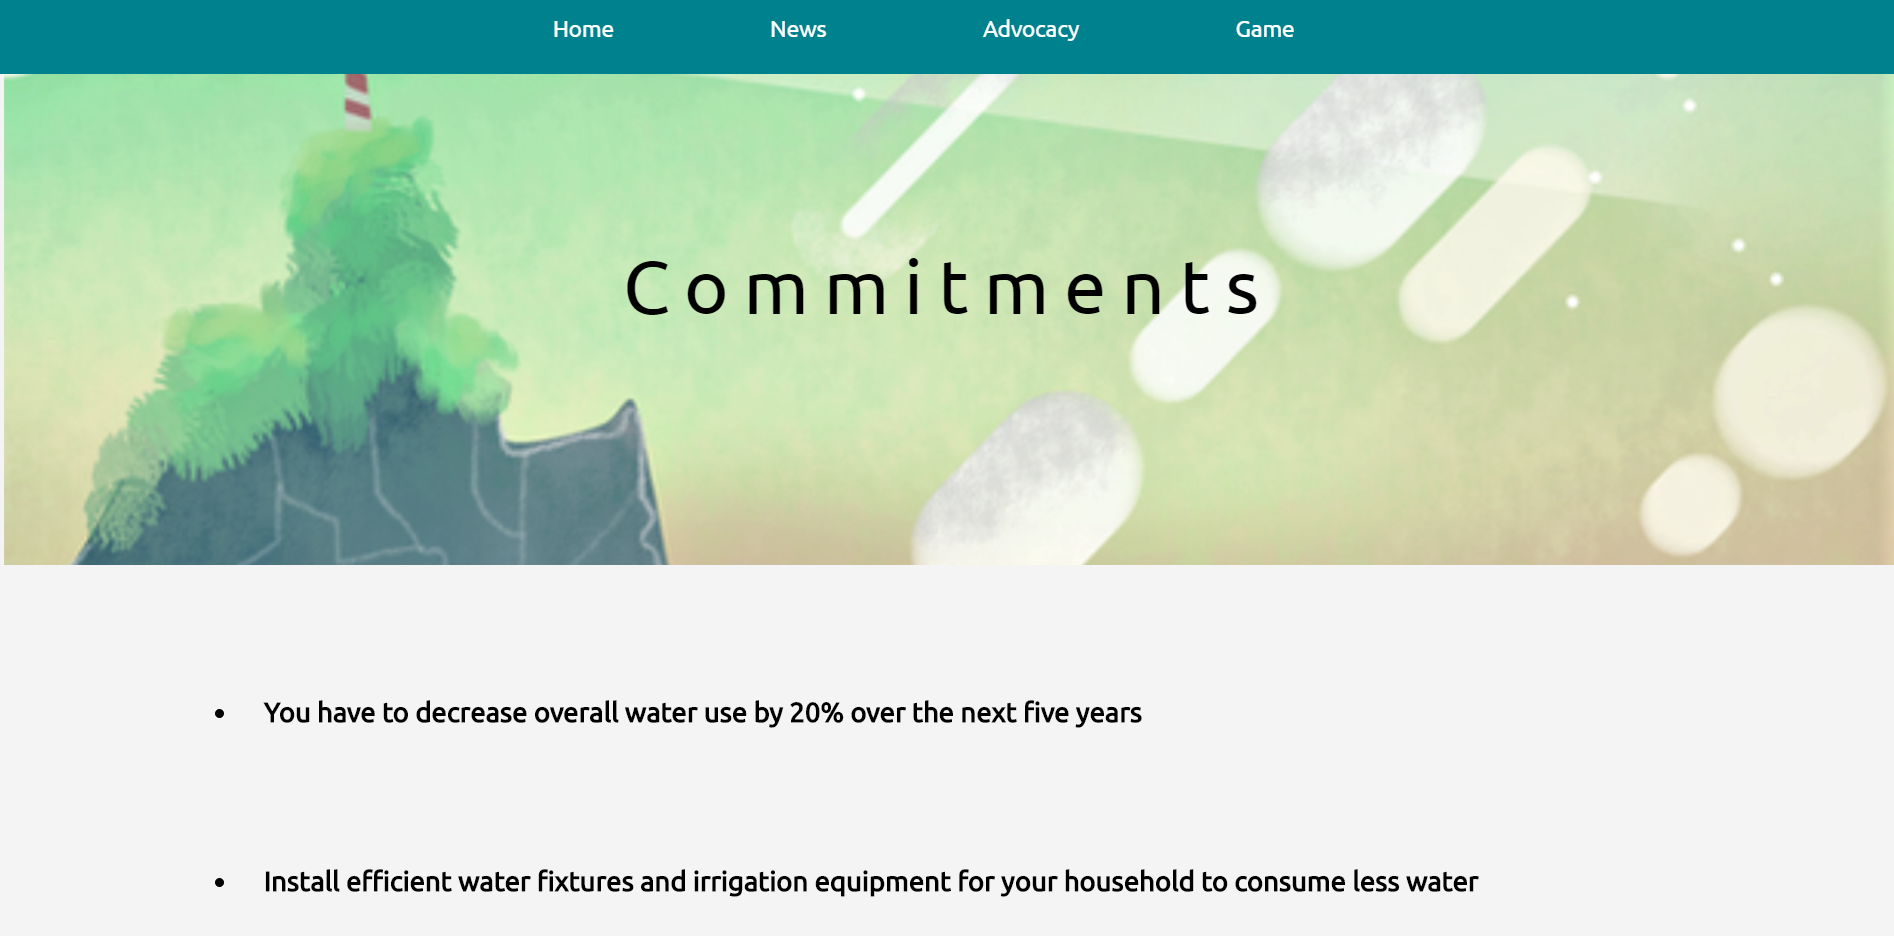 Home News Advocacy Game
Commitments
• You have to decrease overall water use by 20% over the next five years
• Install efficient water fixtures and irrigation equipment for your household to consume less water